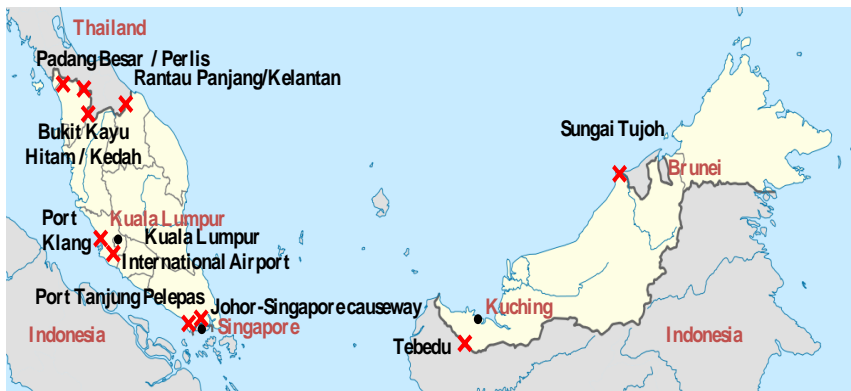 Thailand
Padang Besar / Perlis
Rantau Panjang/Kelantan
Bukit Kayu
Hitam / Kedah
Sungai Tujoh
Brunei
Port
Klang
Kuala Lumpur
Kuala Lumpur
International Airport
Port Tanjung Pelepas
Johor-Singapore causeway
Singapore
Indonesia
Kuching
Tebedu
Indonesia